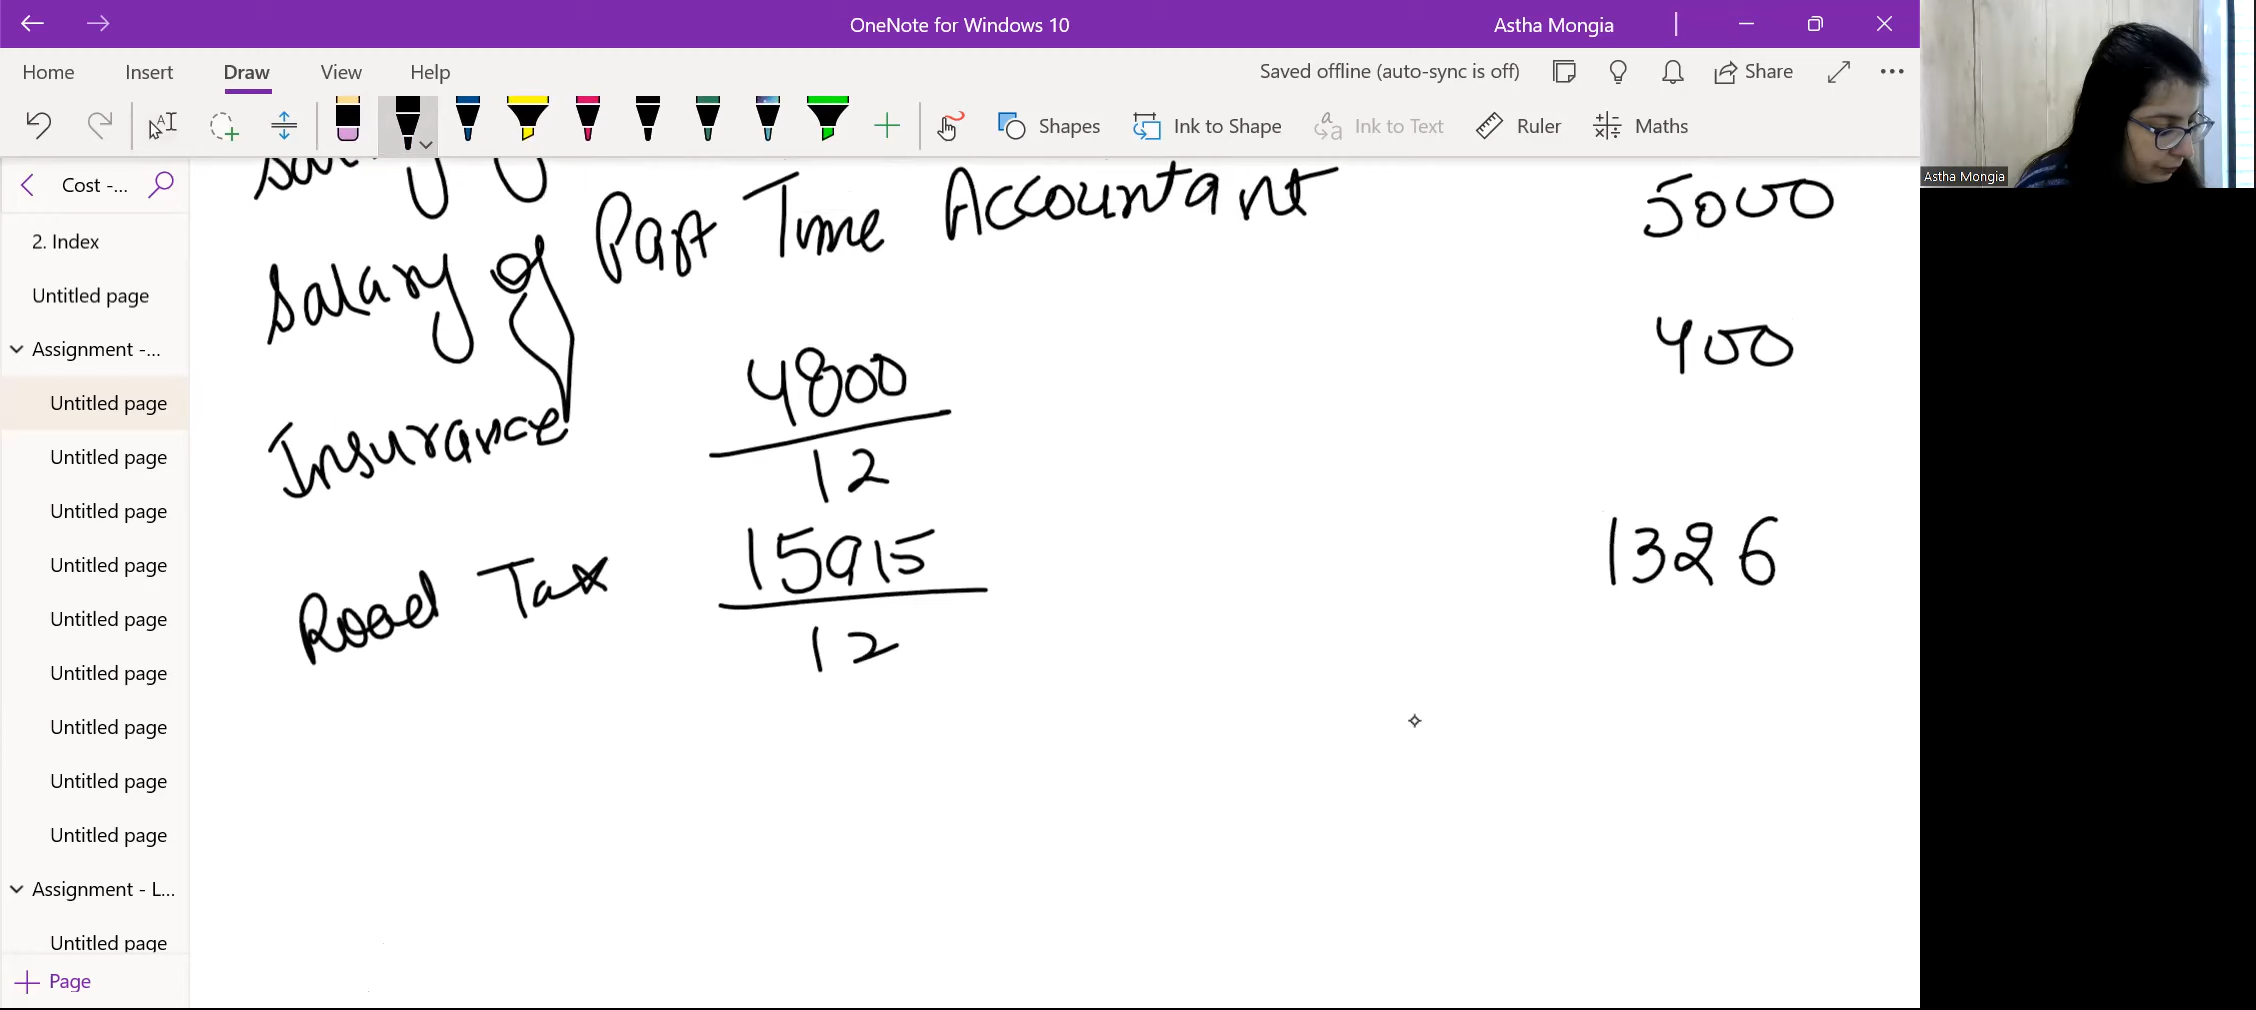 OneNote for Windows 10
Astha Mongia
Home Insert Draw View Help
Saved offline (auto-sync is off)
Share
Shapes
Ink to Shape
Ink to Text
Ruler
Maths
Cost -...
2. Index
Untitled page
Assignment -...
Untitled page
Untitled page
Untitled page
Untitled page
Untitled page
Untitled page
Untitled page
Untitled page
Untitled page
Assignment - L...
Untitled page
Page
Salary of Part Time Accountant 5000
Insurance 4800 400
12
Road Tax 15915 1326
12
Astha Mongia